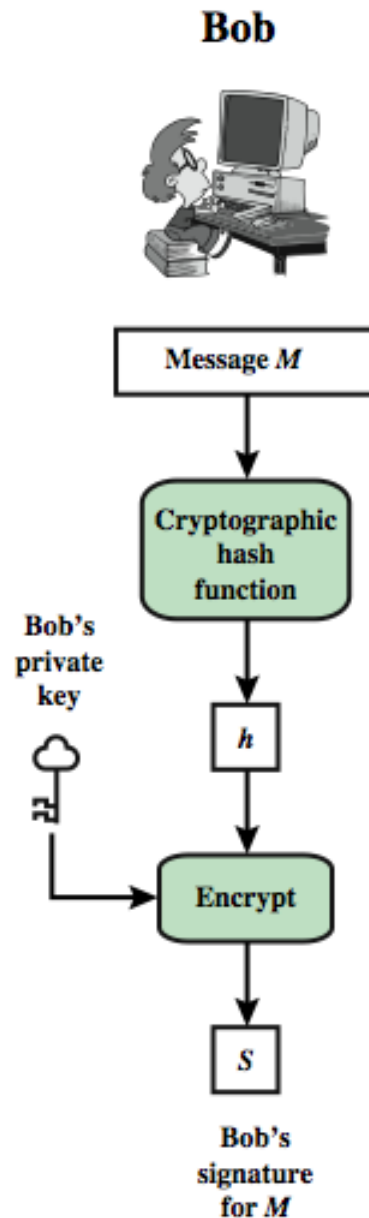 Bob
Message M
Cryptographic
hash
function
Bob's
private
key
h
Encrypt
S
Bob's
signature
for M